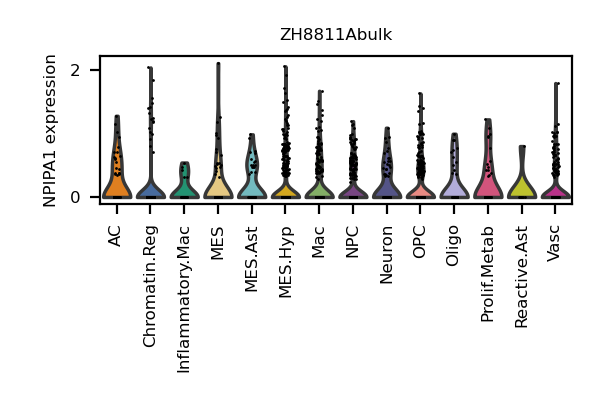 ZH8811Abulk
NPIPA1 expression
2
0
AC
Chromatin.Reg
Inflammatory.Mac
MES
MES.Ast
MES.Hyp
Mac
NPC
Neuron
OPC
Oligo
Prolif.Metab
Reactive.Ast
Vasc